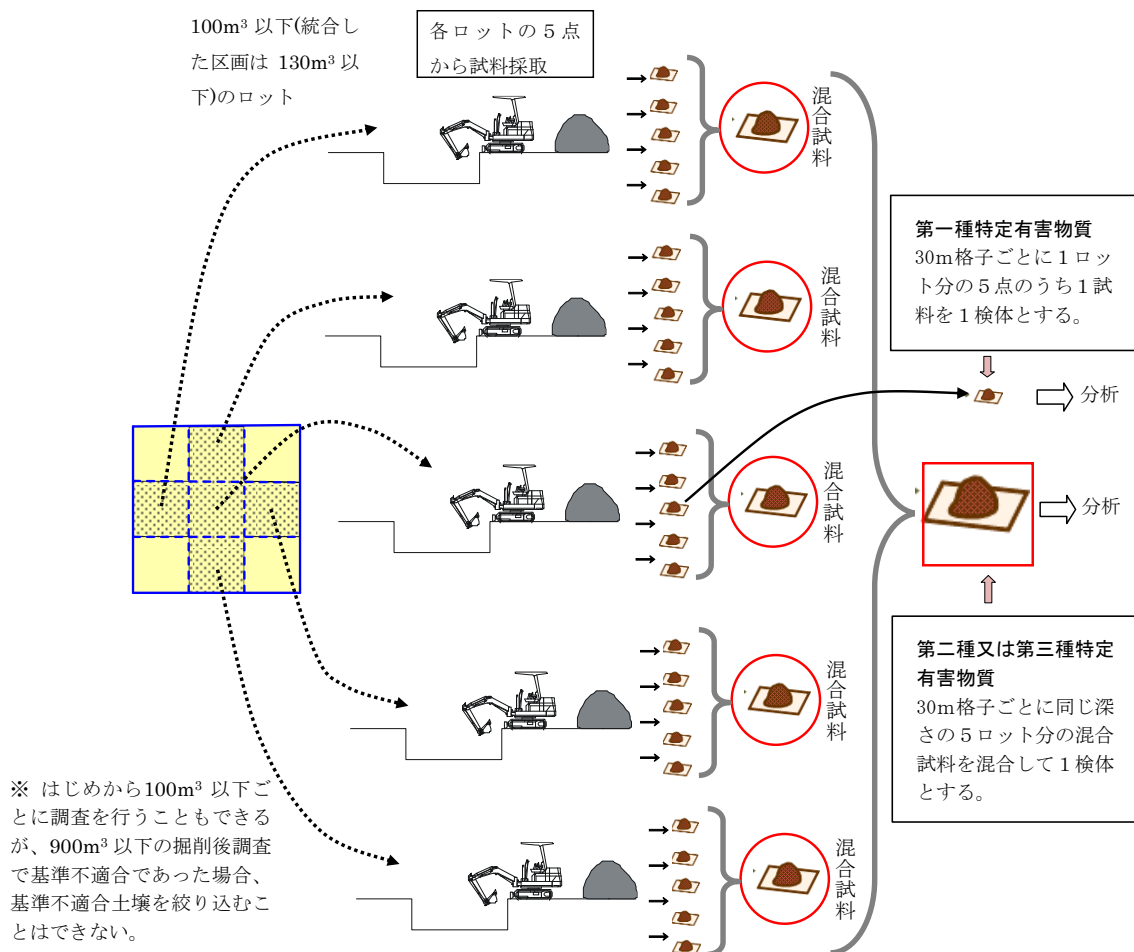 100m³ 以下(統合し
た区画は 130m³ 以
下)のロット
各ロットの５点
から試料採取
混合試料
混合試料
混合試料
混合試料
混合試料
第一種特定有害物質
30ｍ格子ごとに１ロッ
ト分の５点のうち１試
料を１検体とする。
分析
分析
第二種又は第三種特定
有害物質
30ｍ格子ごとに同じ深
さの５ロット分の混合
試料を混合して１検体
とする。
※ はじめから100m³ 以下ご
とに調査を行うこともできる
が、900m³ 以下の掘削後調査
で基準不適合であった場合、
基準不適合土壌を絞り込むこ
とはできない。